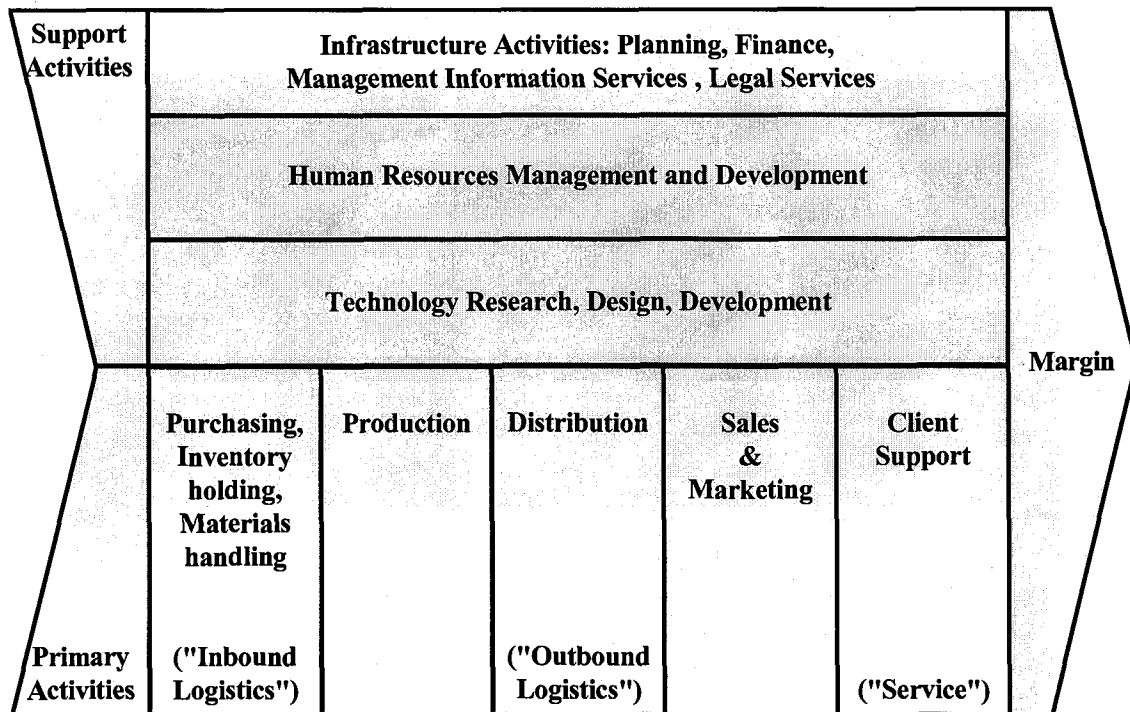 Support
Activities
Infrastructure Activities: Planning, Finance,
Management Information Services , Legal Services
Human Resources Management and Development
Technology Research, Design, Development
Margin
Purchasing,
Inventory
holding,
Materials
handling
("Inbound
Logistics")
Production
Distribution
("Outbound
Logistics")
Sales
&
Marketing
Client
Support
("Service")
Primary
Activities